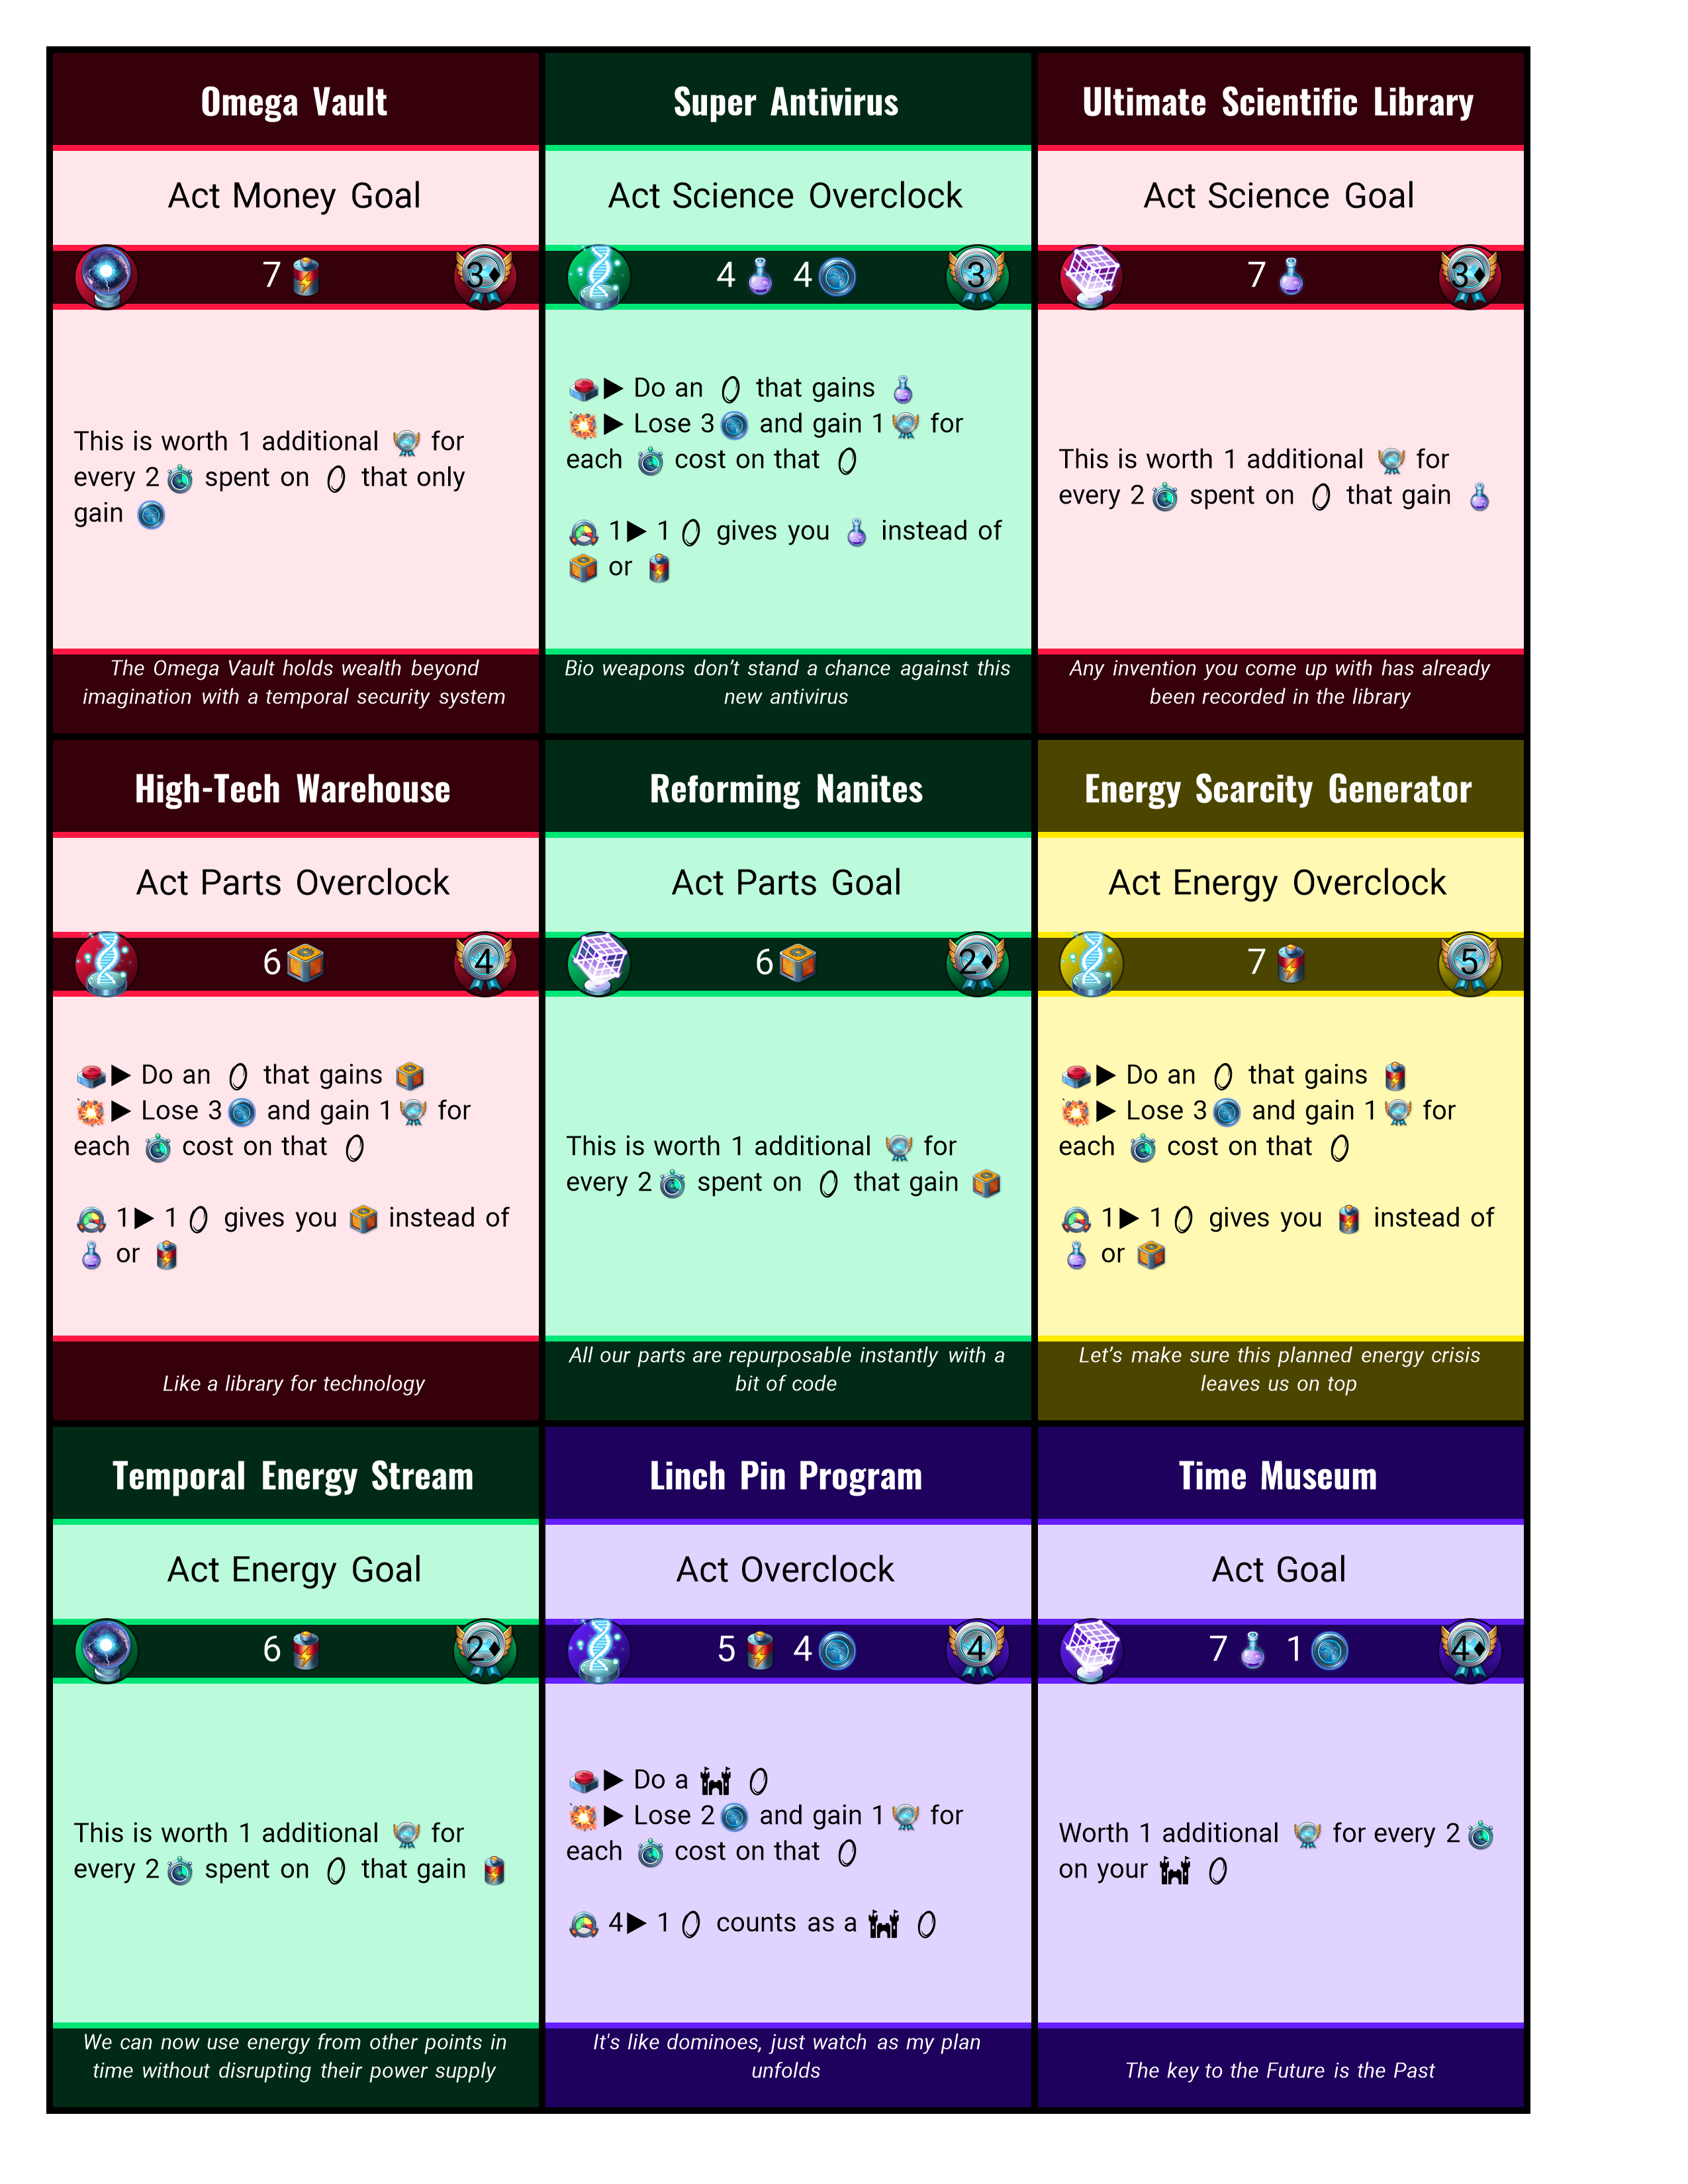 Omega Vault
Act Money Goal
7
3♦
This is worth 1 additional for
every 2 spent on that only
gain
The Omega Vault holds wealth beyond
imagination with a temporal security system
Super Antivirus
Act Science Overclock
4 4
3
▶ Do an that gains
▶ Lose 3 and gain 1 for
each cost on that
1▶ 1 gives you instead of
or
Bio weapons don’t stand a chance against this
new antivirus
Ultimate Scientific Library
Act Science Goal
7
3♦
This is worth 1 additional for
every 2 spent on that gain
Any invention you come up with has already
been recorded in the library
High-Tech Warehouse
Act Parts Overclock
6
4
▶ Do an that gains
▶ Lose 3 and gain 1 for
each cost on that
1▶ 1 gives you instead of
or
Like a library for technology
Reforming Nanites
Act Parts Goal
6
2♦
This is worth 1 additional for
every 2 spent on that gain
All our parts are repurposable instantly with a
bit of code
Energy Scarcity Generator
Act Energy Overclock
7
5
▶ Do an that gains
▶ Lose 3 and gain 1 for
each cost on that
1▶ 1 gives you instead of
or
Let’s make sure this planned energy crisis
leaves us on top
Temporal Energy Stream
Act Energy Goal
6
2♦
This is worth 1 additional for
every 2 spent on that gain
We can now use energy from other points in
time without disrupting their power supply
Linch Pin Program
Act Overclock
5 4
4
▶ Do a
▶ Lose 2 and gain 1 for
each cost on that
4▶ 1 counts as a
It's like dominoes, just watch as my plan
unfolds
Time Museum
Act Goal
7 1
4♦
Worth 1 additional for every 2
on your
The key to the Future is the Past